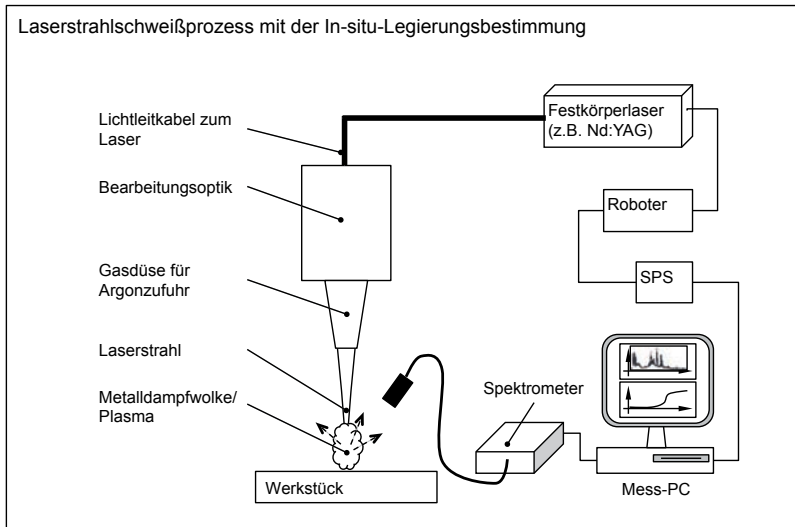 Laserstrahlschweißprozess mit der In-situ-Legierungsbestimmung
Lichtleitkabel zum
Laser
Bearbeitungsoptik
Gasdüse für
Argonzufuhr
Laserstrahl
Metalldampfwolke/
Plasma
Werkstück
Festkörperlaser
(z.B. Nd:YAG)
Roboter
SPS
Spektrometer
Mess-PC